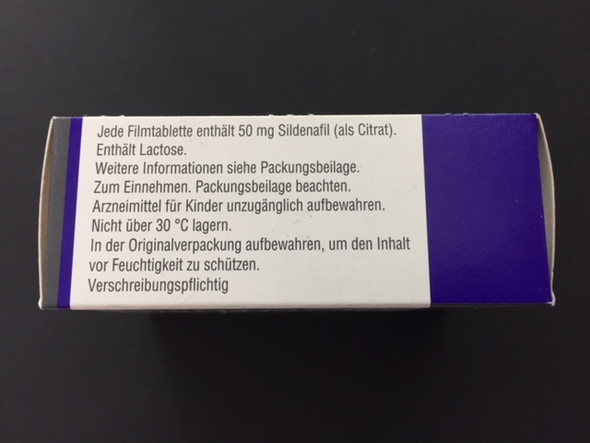 Jede Filmtablette enthält 50 mg Sildenafil (als Citrat).
Enthält Lactose.
Weitere Informationen siehe Packungsbeilage.
Zum Einnehmen. Packungsbeilage beachten.
Arzneimittel für Kinder unzugänglich aufbewahren.
Nicht über 30 °C lagern.
In der Originalverpackung aufbewahren, um den Inhalt
vor Feuchtigkeit zu schützen.
Verschreibungspflichtig